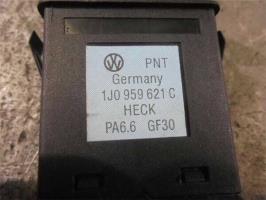 PNT
Germany
1J0 959 621 C
HECK
PA6.6 GF30